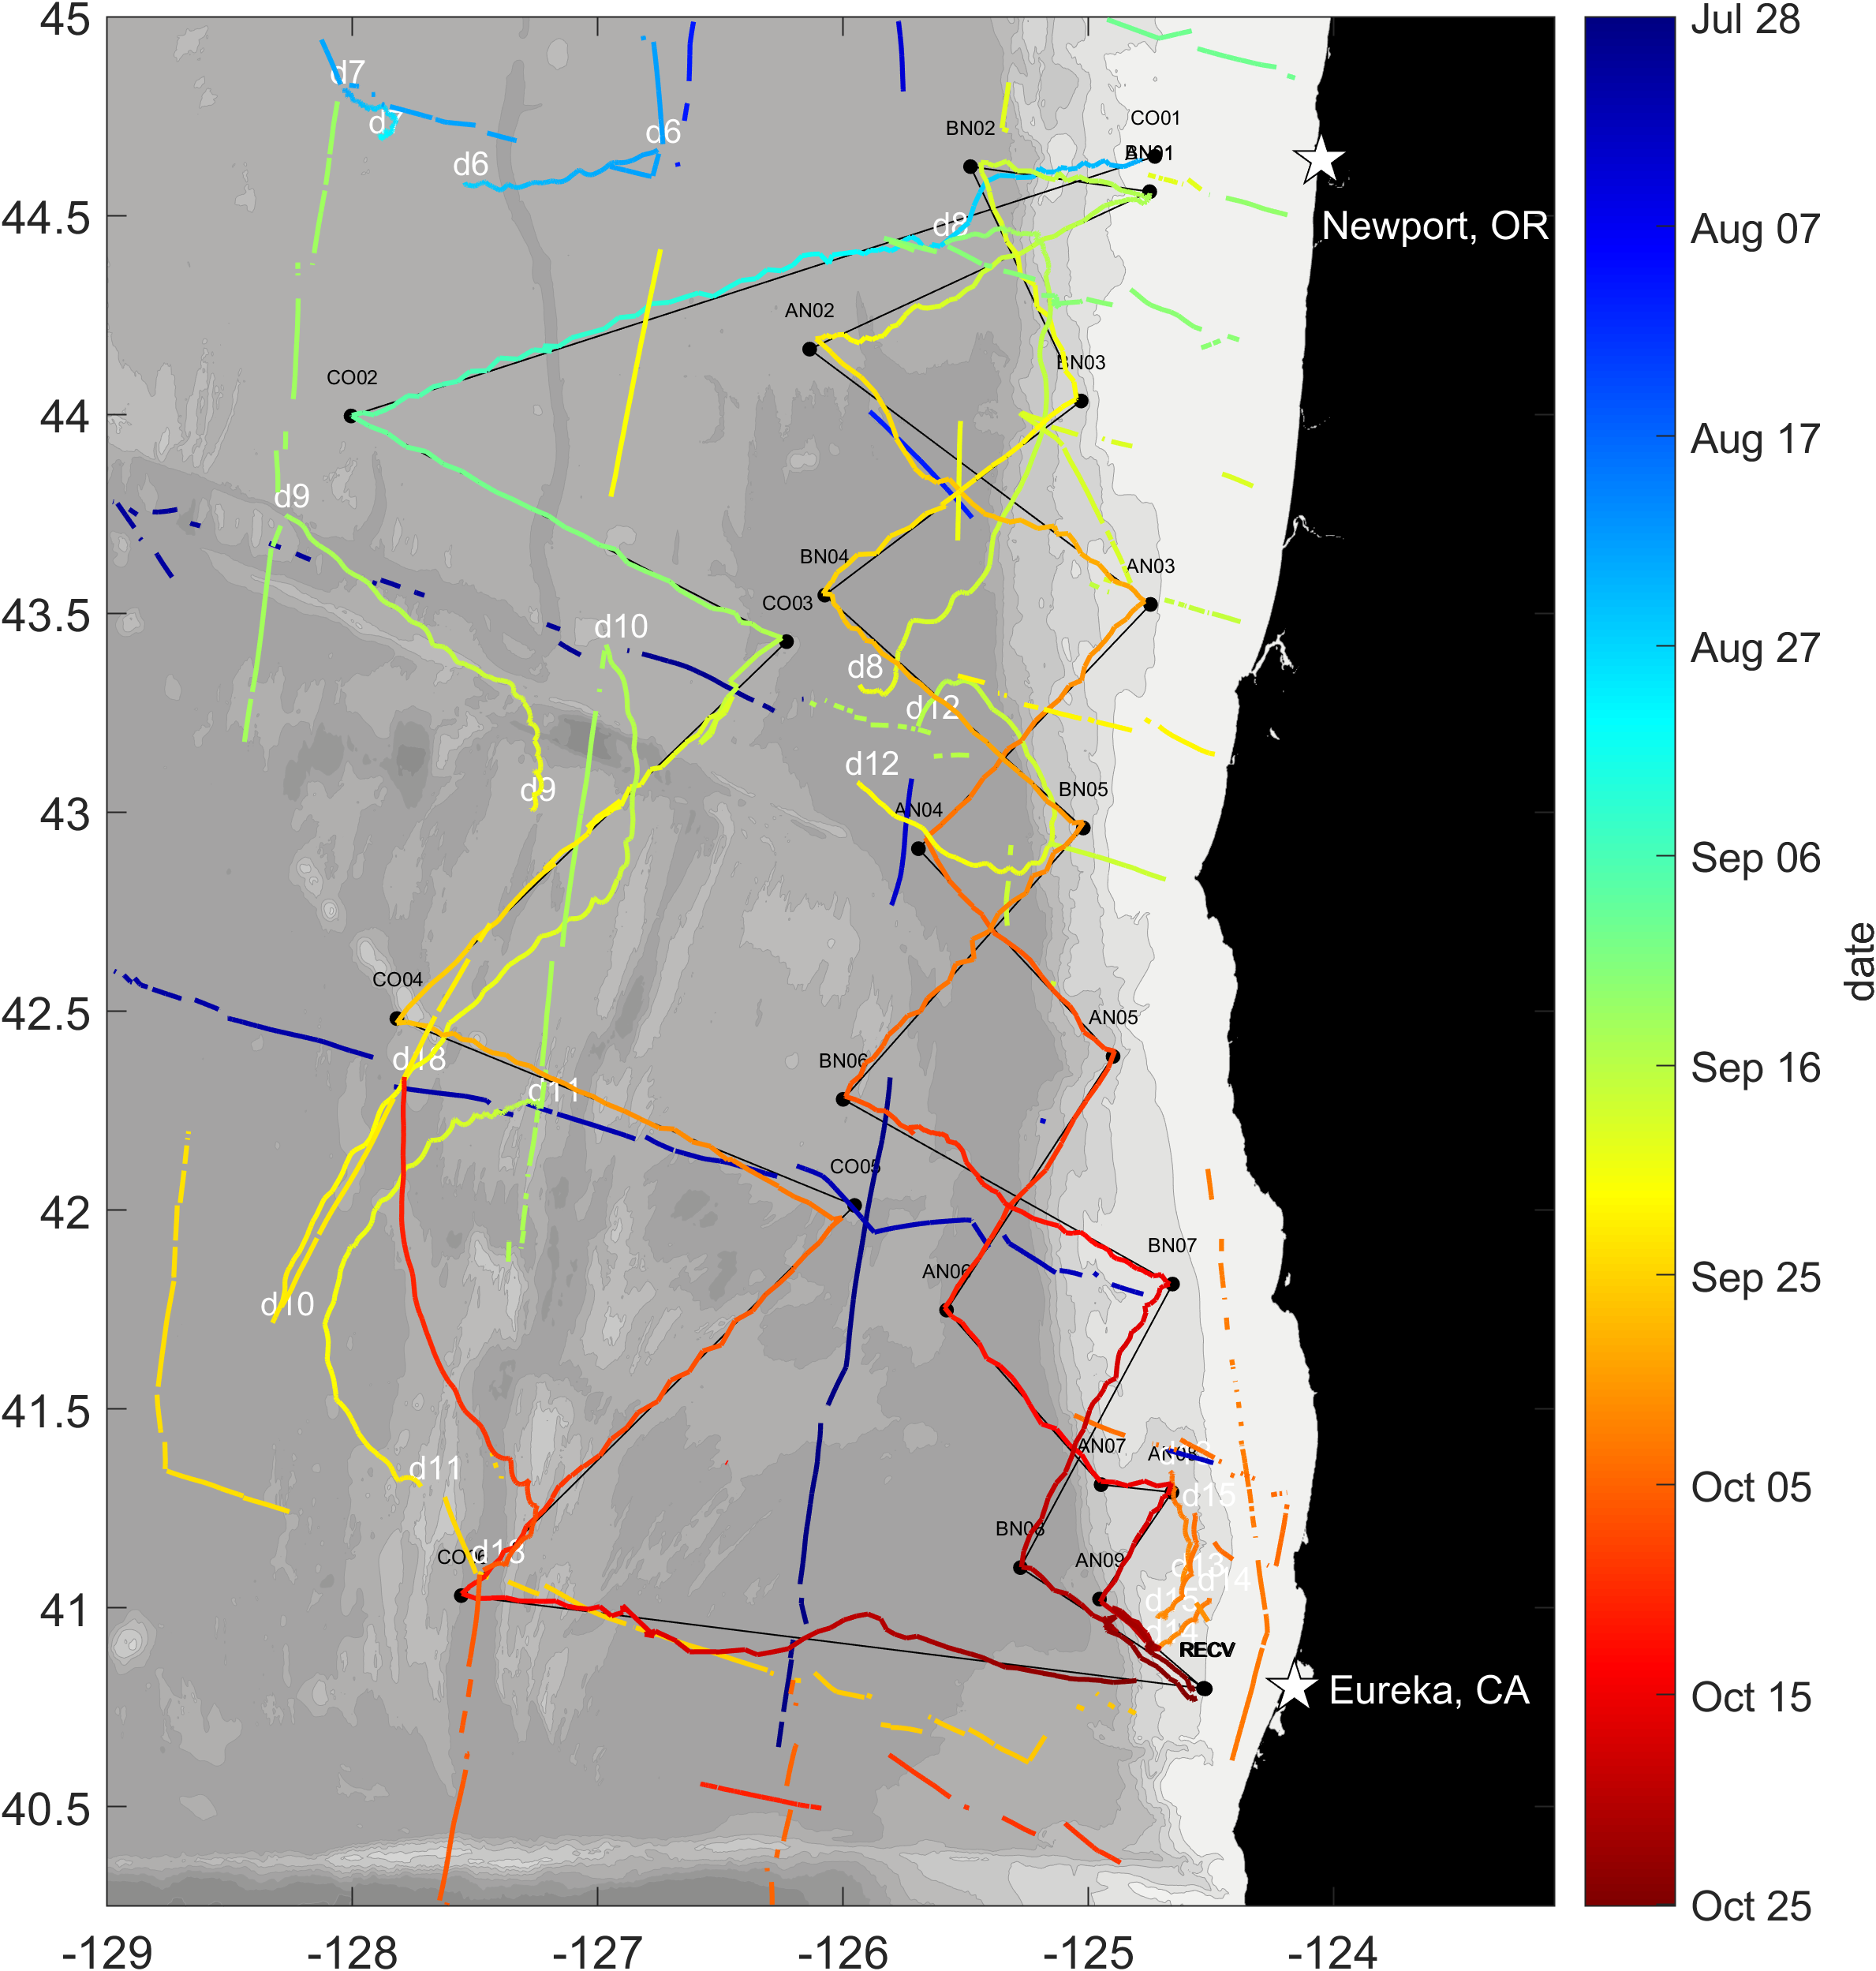 45
44.5
44
43.5
43
42.5
42
41.5
41
40.5
-129
-128
-127
-126
-125
-124
d7
d7
d6
d6
BN02
CO01
BN01
Newport, OR
d8
AN02
BN03
CO02
d9
BN04
AN03
CO03
d10
d8
d12
d12
d9
BN05
AN04
CO04
AN05
BN06
d11
CO05
BN07
AN06
d10
AN07
AN08
d11
d15
BN08
CO06
d13
AN09
d13
d14
d15
d14
RECV
Eureka, CA
Jul 28
Aug 07
Aug 17
Aug 27
Sep 06
Sep 16
Sep 25
Oct 05
Oct 15
Oct 25
date